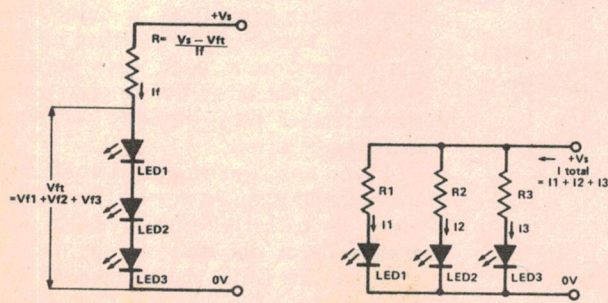 +Vs
R= Vs – Vft
If
If
Vft
=Vf1 +Vf2 + Vf3
LED1
LED2
LED3
0V
+Vs
I total
= I1 + I2 + I3
R1
R2
R3
I1
I2
I3
LED1
LED2
LED3
0V